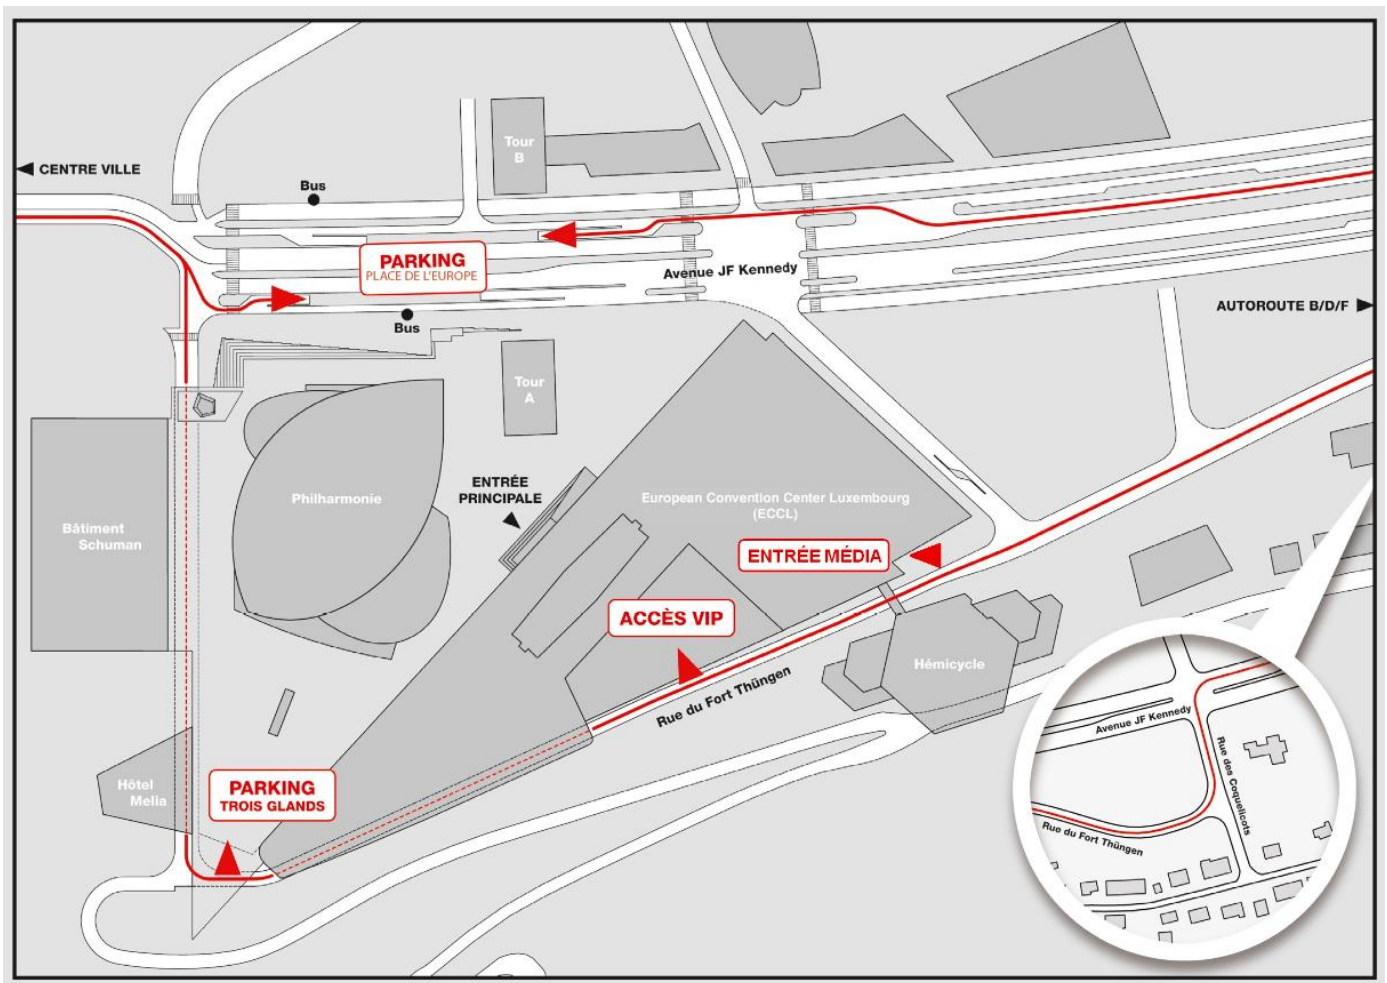 Tour
B
CENTRE VILLE
Bus
PARKING
PLACE DE L'EUROPE
Avenue JF Kennedy
AUTOROUTE B/D/F
Bus
Tour
A
ENTRÉE
PRINCIPALE
Philharmonie
European Convention Center Luxembourg
(ECCL)
Bâtiment
Schuman
ENTRÉE MÉDIA
ACCÈS VIP
Hémicycle
Rue du Fort Thüngen
Avenue JF Kennedy
Rue des Coquelicots
Rue du Fort Thüngen
Hôtel
Melia
PARKING
TROIS GLANDS